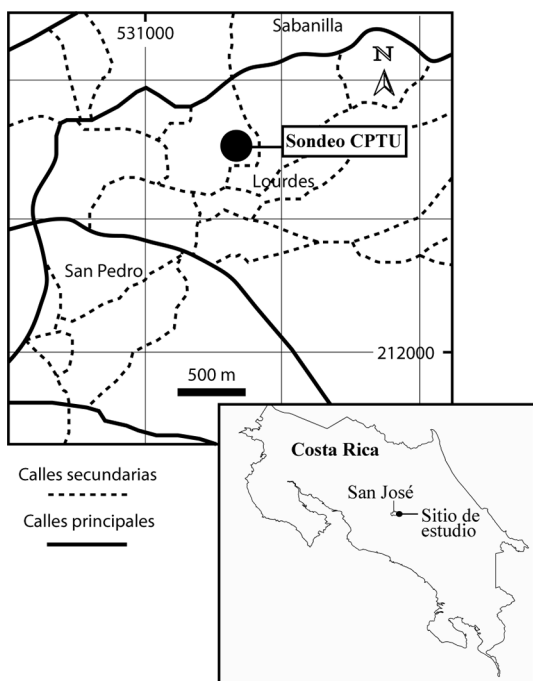 531000
Sabanilla
N
Sondeo CPTU
Lourdes
San Pedro
212000
500 m
Calles secundarias
Calles principales
Costa Rica
San José
Sitio de
estudio